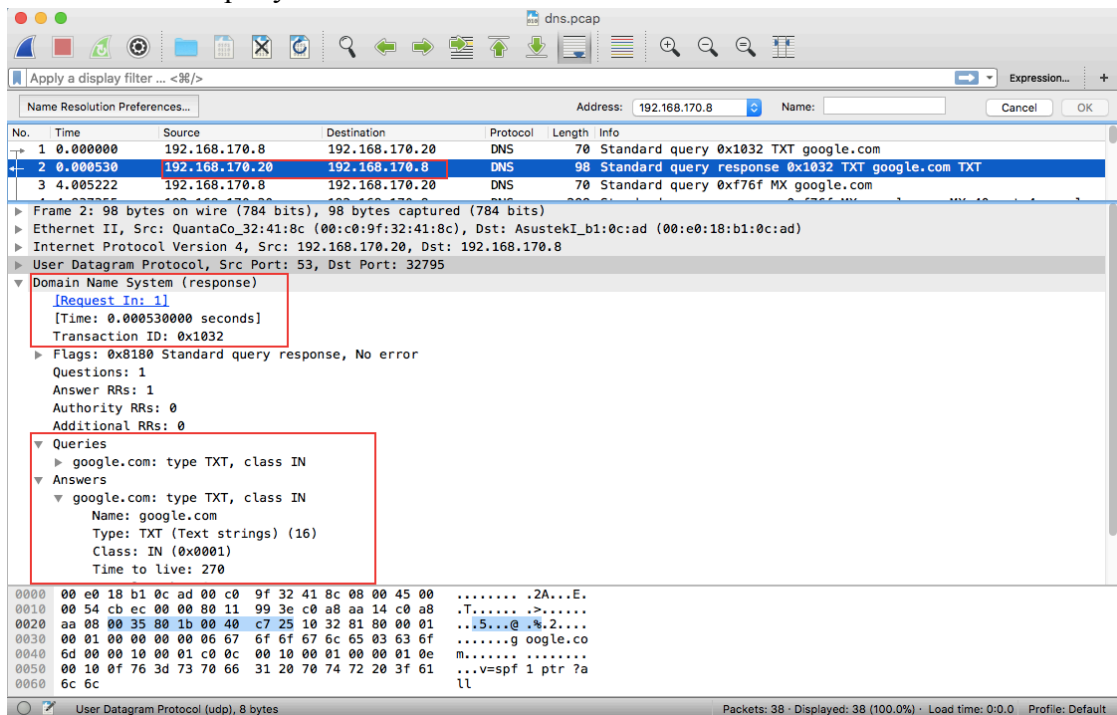 dns.pcap
Apply a display filter ... <⌘/>
Expression... +
Name Resolution Preferences... Address: 192.168.170.8 Name: Cancel OK
No. Time Source Destination Protocol Length Info
1 0.000000 192.168.170.8 192.168.170.20 DNS 70 Standard query 0x1032 TXT google.com
2 0.000530 192.168.170.20 192.168.170.8 DNS 98 Standard query response 0x1032 TXT google.com TXT
3 4.005222 192.168.170.8 192.168.170.20 DNS 70 Standard query 0xf76f MX google.com
Frame 2: 98 bytes on wire (784 bits), 98 bytes captured (784 bits)
Ethernet II, Src: QuantaCo_32:41:8c (00:c0:9f:32:41:8c), Dst: AsustekI_b1:0c:ad (00:e0:18:b1:0c:ad)
Internet Protocol Version 4, Src: 192.168.170.20, Dst: 192.168.170.8
User Datagram Protocol, Src Port: 53, Dst Port: 32795
Domain Name System (response)
[Request In: 1]
[Time: 0.000530000 seconds]
Transaction ID: 0x1032
Flags: 0x8180 Standard query response, No error
Questions: 1
Answer RRs: 1
Authority RRs: 0
Additional RRs: 0
Queries
google.com: type TXT, class IN
Answers
google.com: type TXT, class IN
Name: google.com
Type: TXT (Text strings) (16)
Class: IN (0x0001)
Time to live: 270
0000 00 e0 18 b1 0c ad 00 c0 9f 32 41 8c 08 00 45 00 ........ .2A...E.
0010 00 54 cb ec 00 00 80 11 99 3e c0 a8 aa 14 c0 a8 .T...... .>......
0020 aa 08 00 35 80 1b 00 40 c7 25 10 32 81 80 00 01 ...5...@ .%.2....
0030 00 01 00 00 00 00 06 67 6f 6f 67 6c 65 03 63 6f .......g oogle.co
0040 6d 00 00 10 00 01 c0 0c 00 10 00 01 00 00 01 0e m....... ........
0050 00 10 0f 76 3d 73 70 66 31 20 70 74 72 20 3f 61 ...v=spf 1 ptr ?a
0060 6c 6c ll
User Datagram Protocol (udp), 8 bytes Packets: 38 · Displayed: 38 (100.0%) · Load time: 0:0.0 Profile: Default